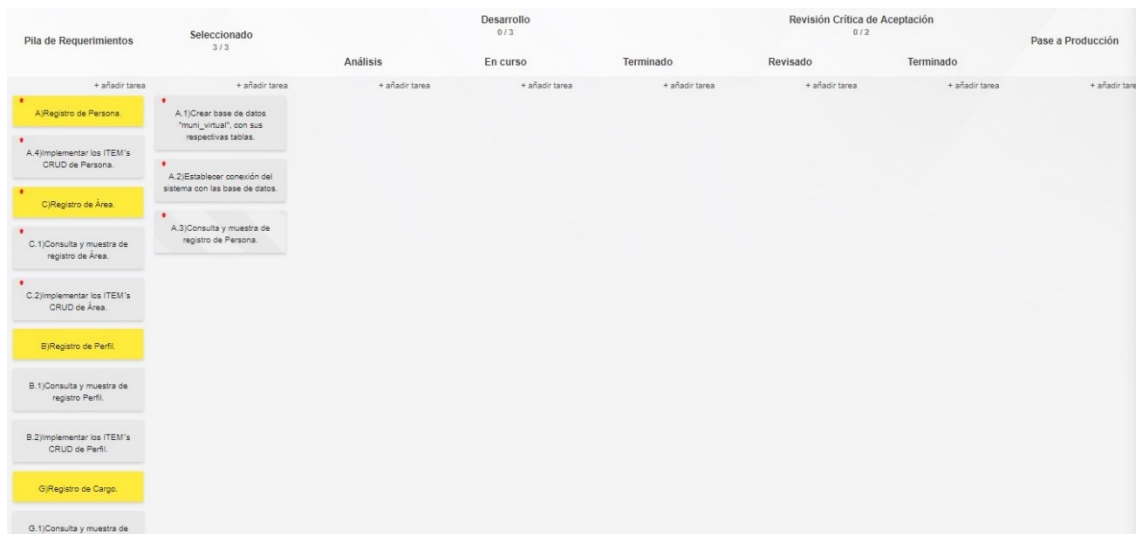 Pila de Requerimientos
Seleccionado
3 / 3
Desarrollo
0 / 3
Análisis
En curso
Terminado
Revisión Crítica de Aceptación
0 / 2
Revisado
Terminado
Pase a Producción
+ añadir tarea
+ añadir tarea
+ añadir tarea
+ añadir tarea
+ añadir tarea
+ añadir tarea
+ añadir tarea
+ añadir tare
A)Registro de Persona.
A.4)Implementar los ITEM's
CRUD de Persona.
C)Registro de Área.
C.1)Consulta y muestra de
registro de Área.
C.2)Implementar los ITEM's
CRUD de Área.
B)Registro de Perfil.
B.1)Consulta y muestra de
registro Perfil.
B.2)Implementar los ITEM's
CRUD de Perfil.
G)Registro de Cargo.
G.1)Consulta y muestra de
A.1)Crear base de datos
"muni_virtual", con sus
respectivas tablas.
A.2)Establecer conexión del
sistema con las base de datos.
A.3)Consulta y muestra de
registro de Persona.